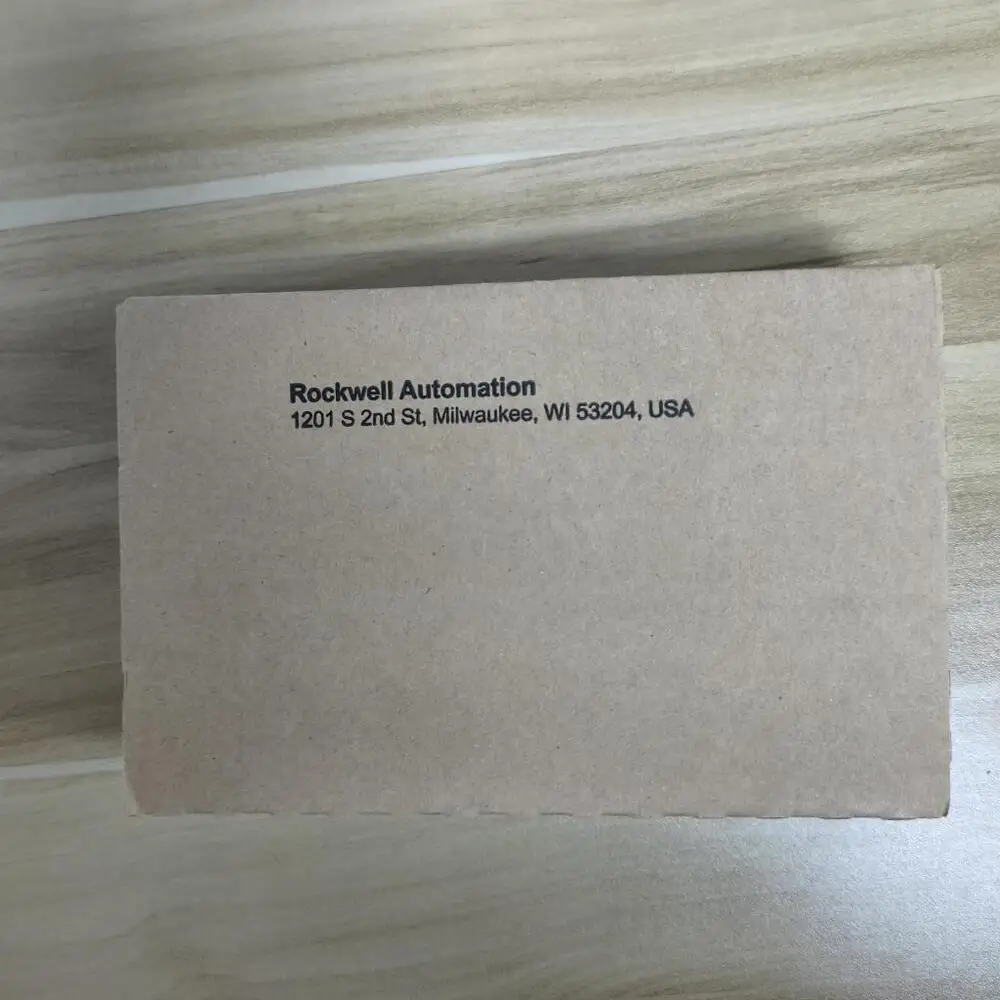 Rockwell Automation
1201 S 2nd St, Milwaukee, WI 53204, USA